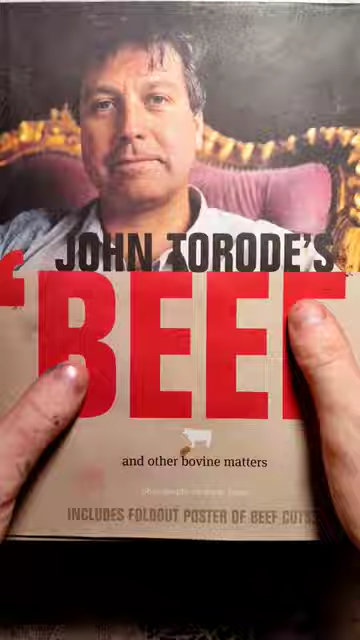 JOHN TORODE'S
'BEEF
and other bovine matters
INCLUDES FOLDOUT POSTER OF BEEF CUTS